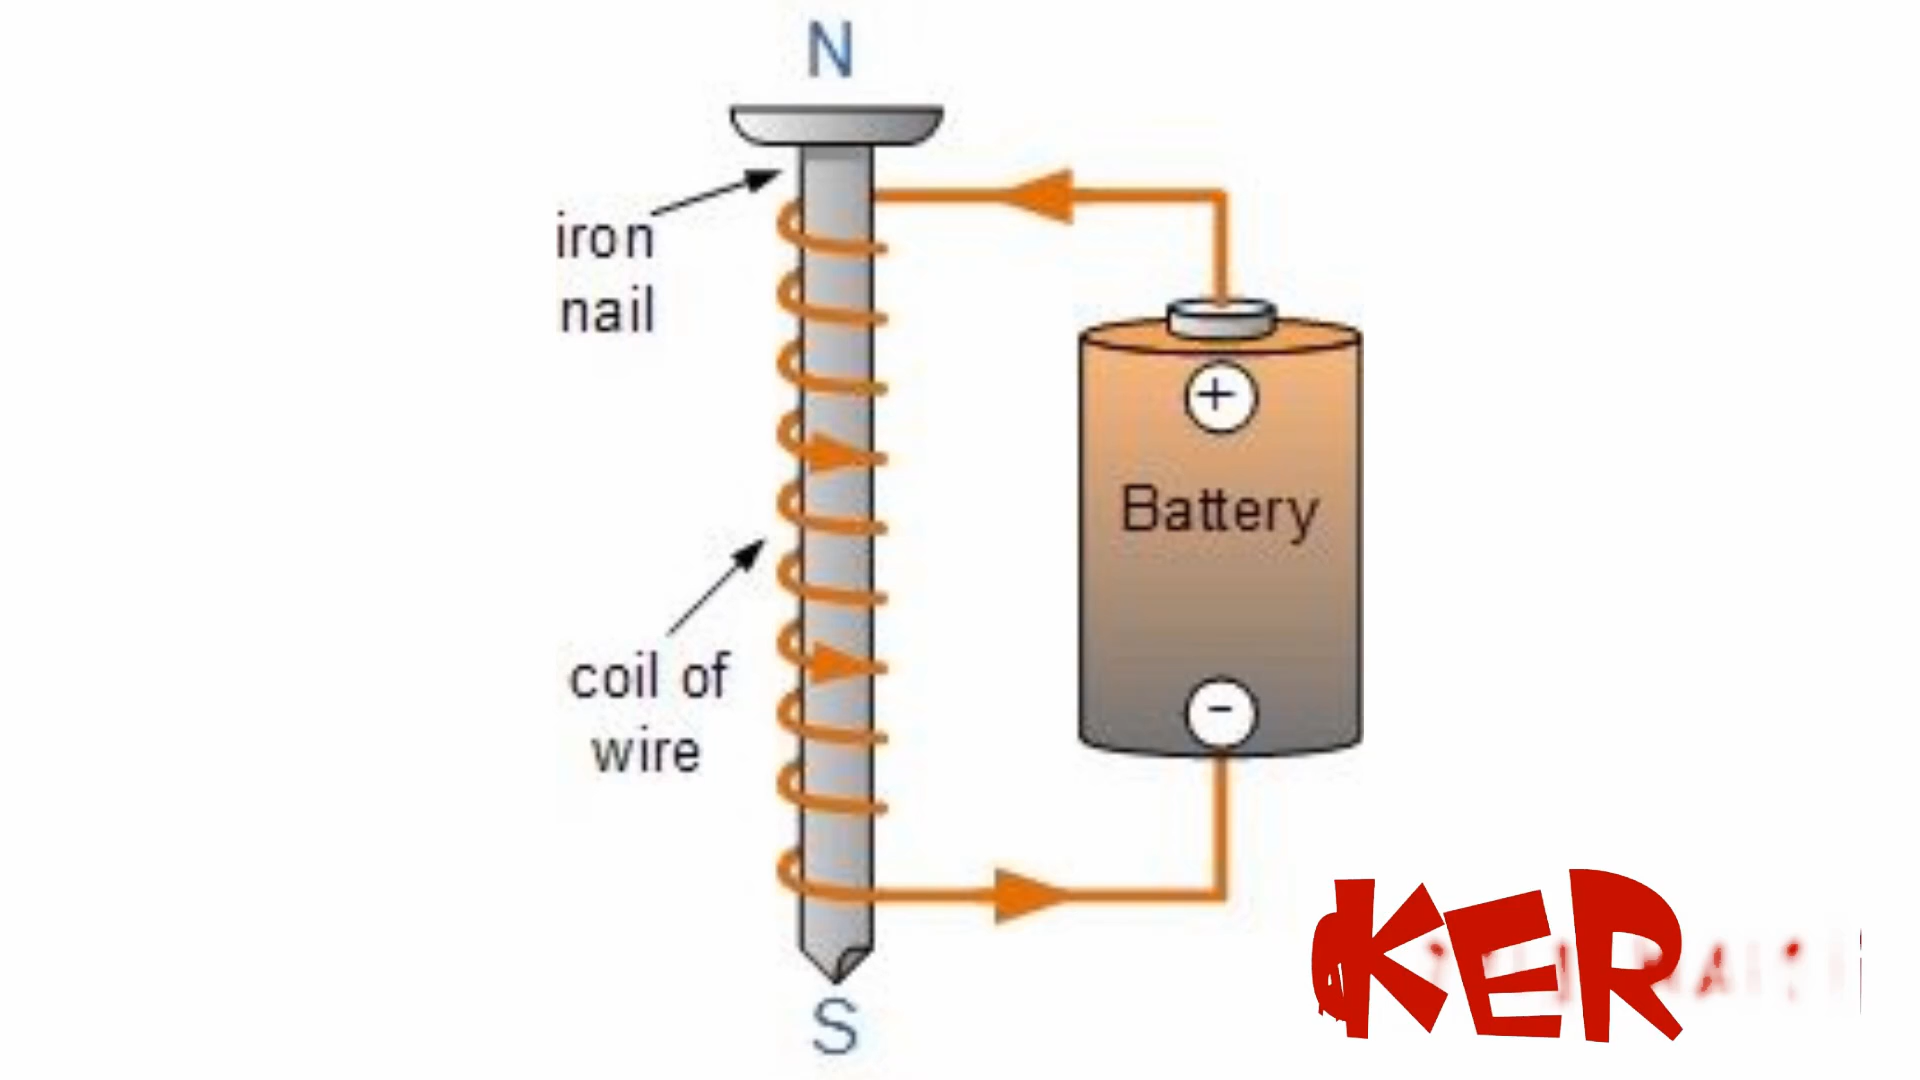 N
iron
nail
+
Battery
coil of
wire
-
S
KER